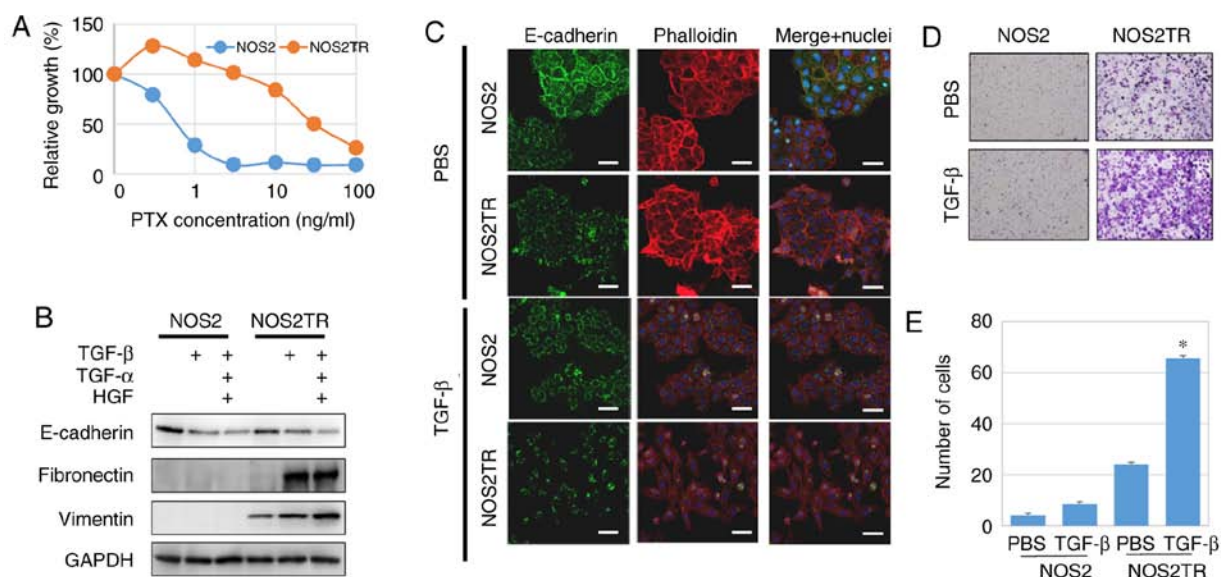 A
Relative growth (%)
150
100
50
0
NOS2
NOS2TR
0 1 10 100
PTX concentration (ng/ml)
B
NOS2 NOS2TR
TGF-β + + + +
TGF-α + +
HGF + +
E-cadherin
Fibronectin
Vimentin
GAPDH
C
E-cadherin Phalloidin Merge+nuclei
PBS
NOS2
NOS2TR
TGF-β
NOS2
NOS2TR
D
NOS2 NOS2TR
PBS
TGF-β
E
Number of cells
80
60
40
20
0
*
PBS TGF-β PBS TGF-β
NOS2 NOS2TR